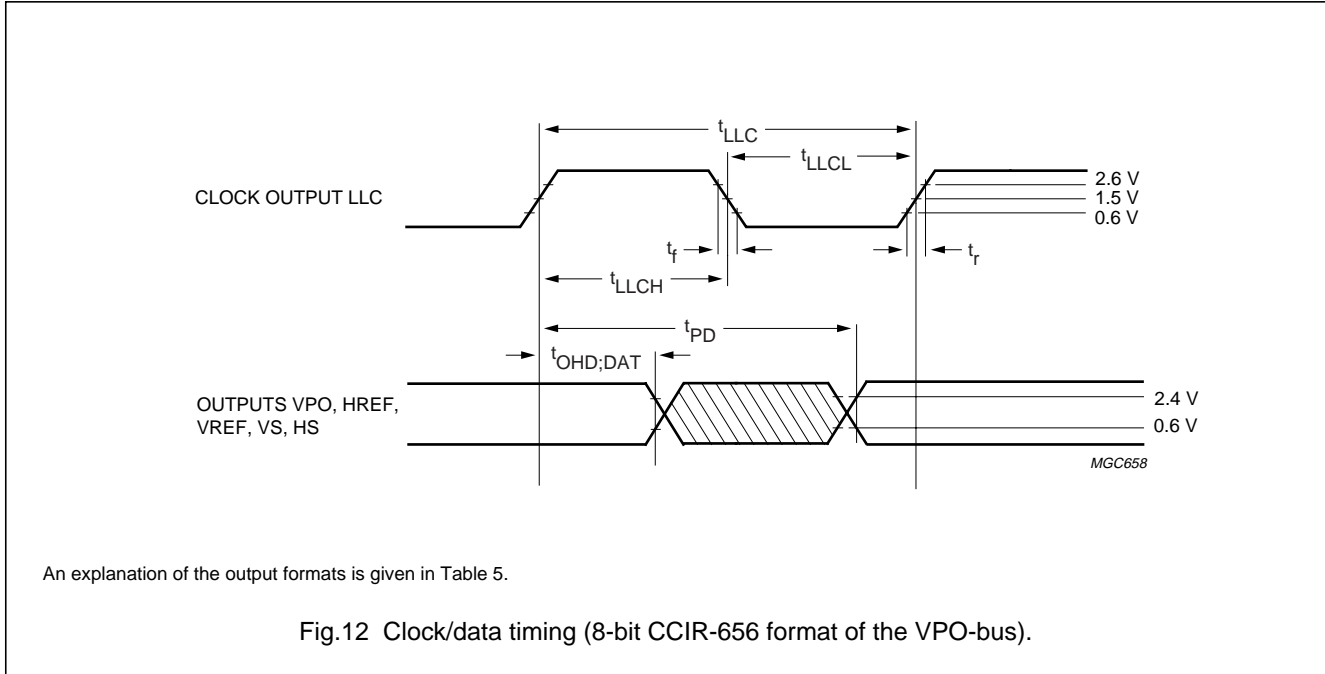 tLLC
tLLCL
CLOCK OUTPUT LLC
2.6 V
1.5 V
0.6 V
tf
tr
tLLCH
tPD
tOHD;DAT
OUTPUTS VPO, HREF,
VREF, VS, HS
2.4 V
0.6 V
MGC658
An explanation of the output formats is given in Table 5.
Fig.12 Clock/data timing (8-bit CCIR-656 format of the VPO-bus).